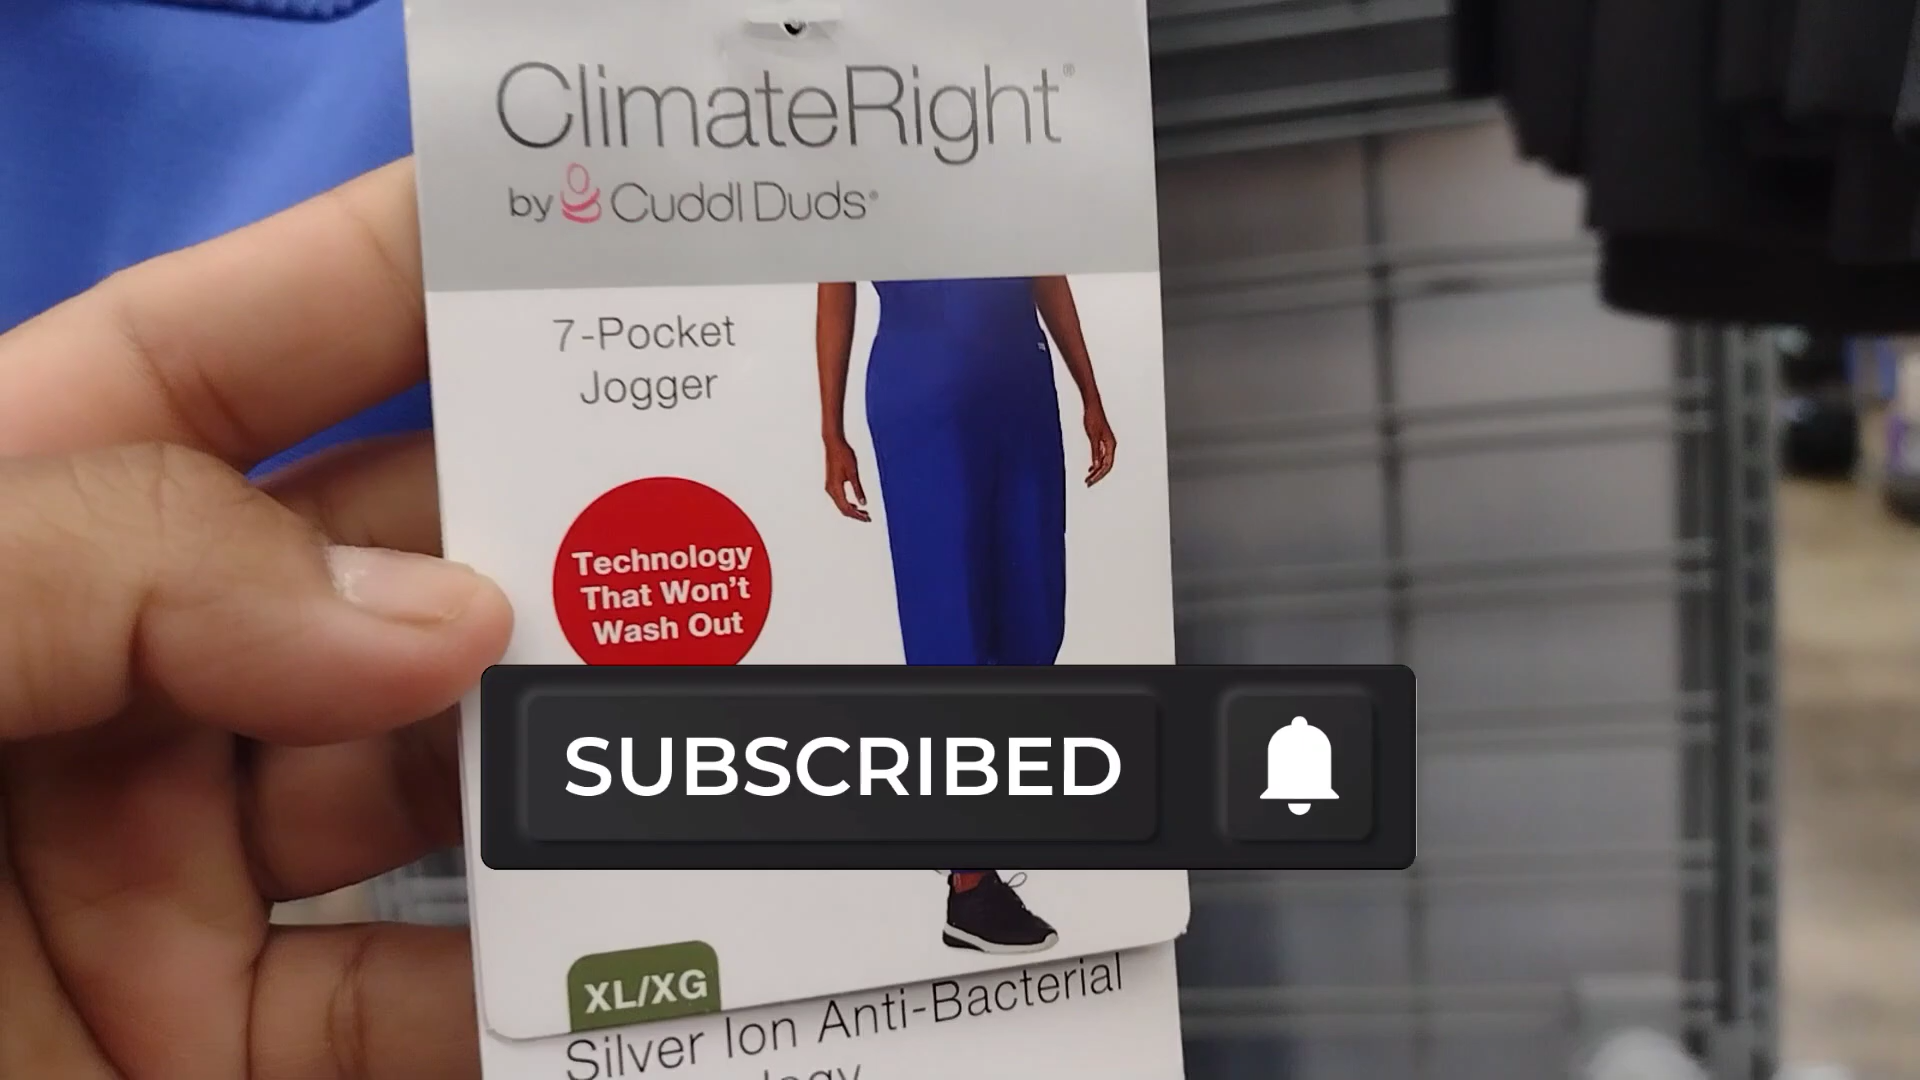 ClimateRight®
by Cuddl Duds®
7-Pocket
Jogger
Technology
That Won't
Wash Out
SUBSCRIBED
XL/XG
Silver Ion Anti-Bacterial